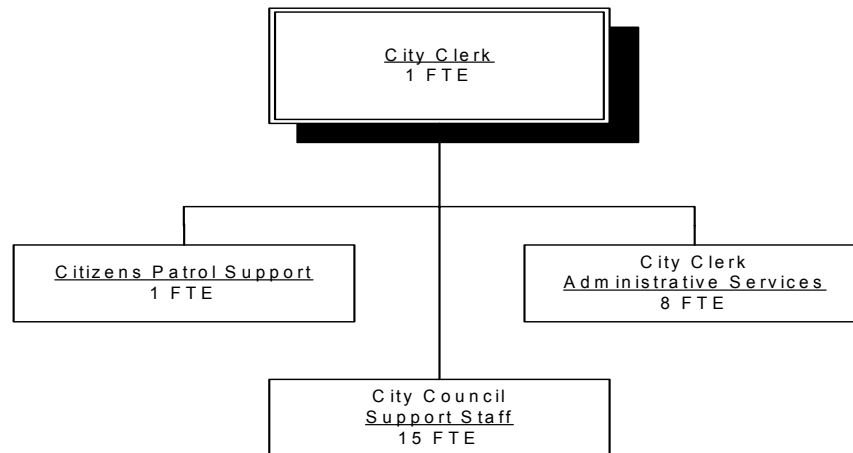 City Clerk
1 FTE
Citizens Patrol Support
1 FTE
City Clerk
Administrative Services
8 FTE
City Council
Support Staff
15 FTE